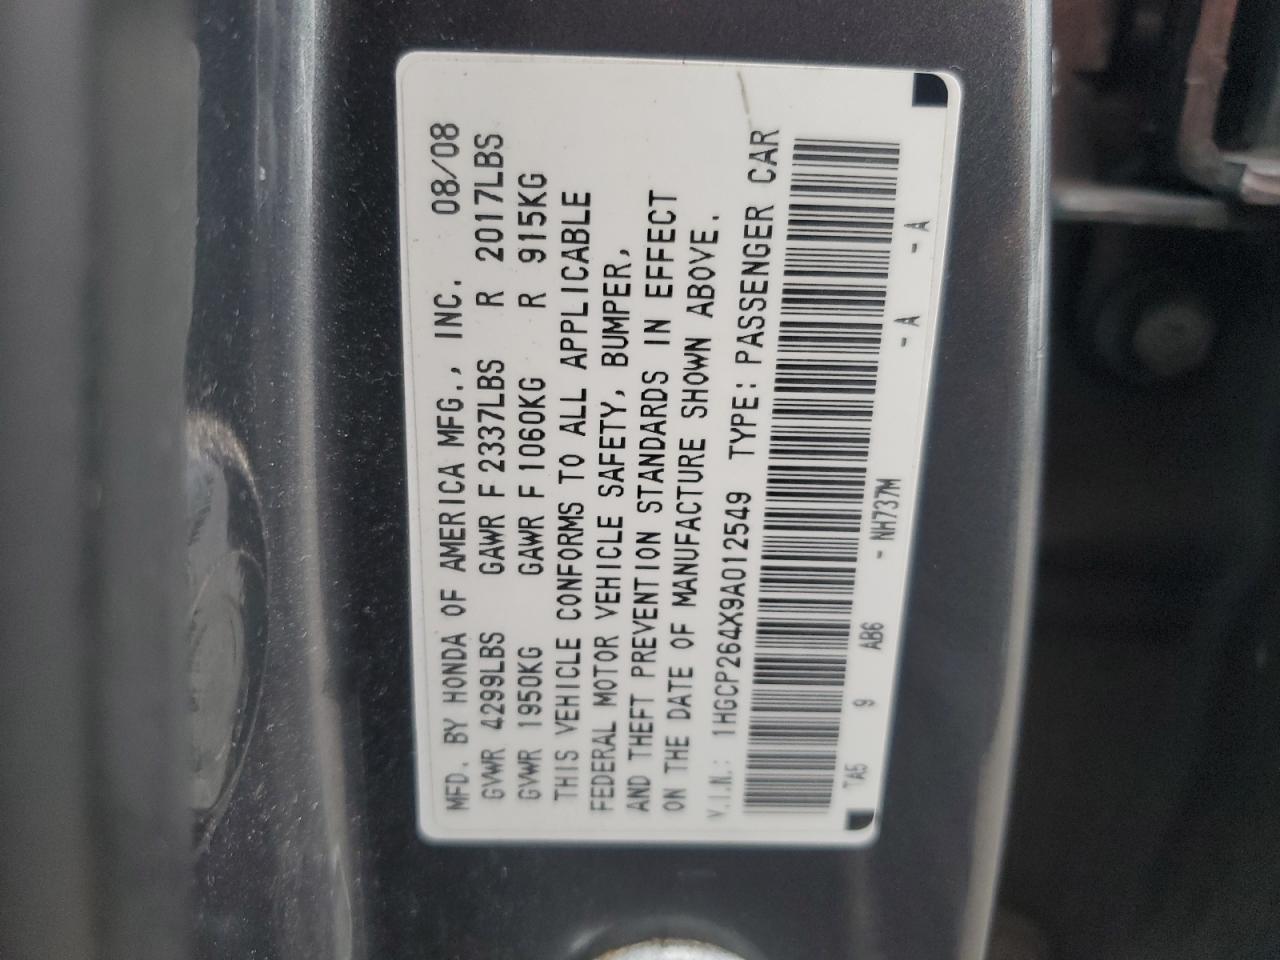 MFD. BY HONDA OF AMERICA MFG., INC. 08/08
GVWR 4299LBS GAWR F 2337LBS R 2017LBS
GVWR 1950KG GAWR F 1060KG R 915KG
THIS VEHICLE CONFORMS TO ALL APPLICABLE
FEDERAL MOTOR VEHICLE SAFETY, BUMPER,
AND THEFT PREVENTION STANDARDS IN EFFECT
ON THE DATE OF MANUFACTURE SHOWN ABOVE.
V.I.N.: 1HGCP264X9A012549 TYPE: PASSENGER CAR
TA5 9 AB6 - NH737M - A - A